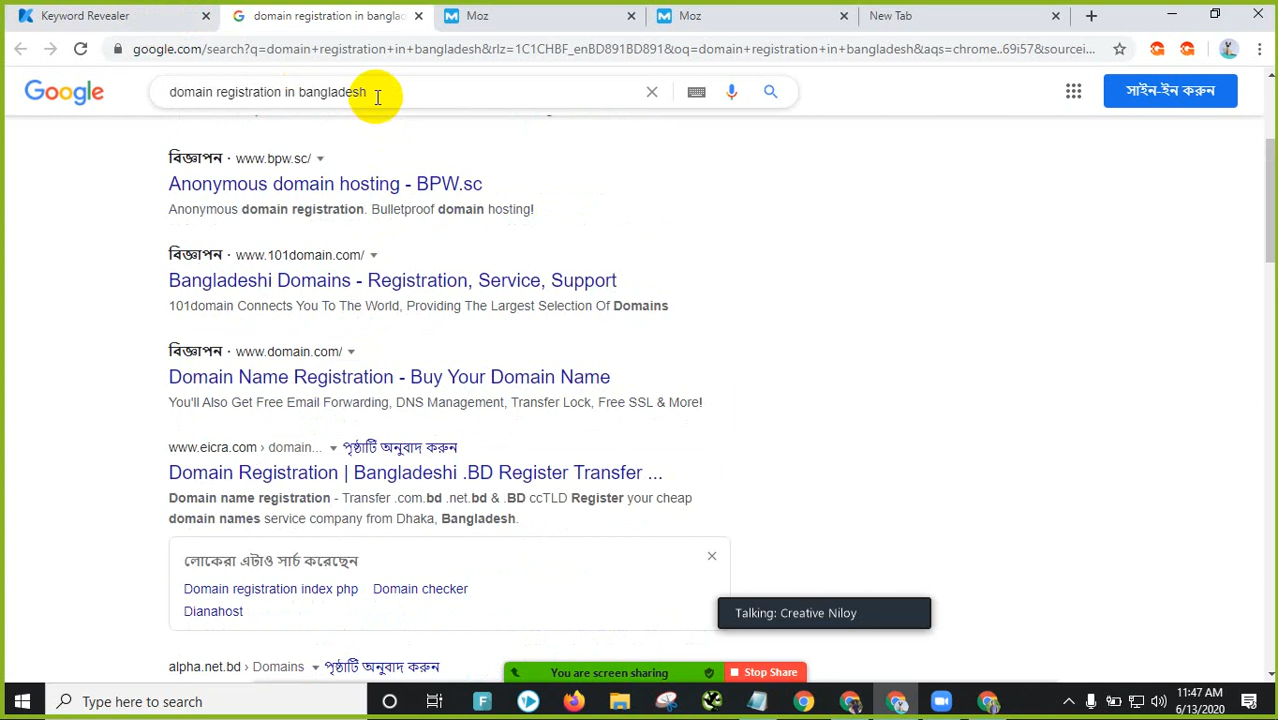 Keyword Revealer
domain registration in banglac
Moz
Moz
New Tab
google.com/search?q=domain+registration+in+bangladesh&rlz=1C1CHBF_enBD891BD891&oq=domain+registration+in+bangladesh&aqs=chrome..69i57&sourcei...
Google
domain registration in bangladesh
সাইন-ইন করুন
বিজ্ঞাপন · www.bpw.sc/
Anonymous domain hosting - BPW.sc
Anonymous domain registration. Bulletproof domain hosting!
বিজ্ঞাপন · www.101domain.com/
Bangladeshi Domains - Registration, Service, Support
101domain Connects You To The World, Providing The Largest Selection Of Domains
বিজ্ঞাপন · www.domain.com/
Domain Name Registration - Buy Your Domain Name
You'll Also Get Free Email Forwarding, DNS Management, Transfer Lock, Free SSL & More!
www.eicra.com › domain... পৃষ্ঠাটি অনুবাদ করুন
Domain Registration | Bangladeshi .BD Register Transfer ...
Domain name registration - Transfer .com.bd .net.bd & .BD ccTLD Register your cheap
domain names service company from Dhaka, Bangladesh.
লোকেরা এটাও সার্চ করেছেন
Domain registration index php Domain checker
Dianahost
Talking: Creative Niloy
alpha.net.bd › Domains পৃষ্ঠাটি অনুবাদ করুন
You are screen sharing
Stop Share
Type here to search
11:47 AM
6/13/2020